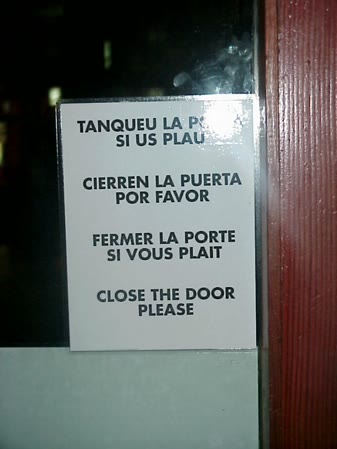 TANQUEU LA
SI US PLAU
CIERREN LA PUERTA
POR FAVOR
FERMER LA PORTE
SI VOUS PLAIT
CLOSE THE DOOR
PLEASE